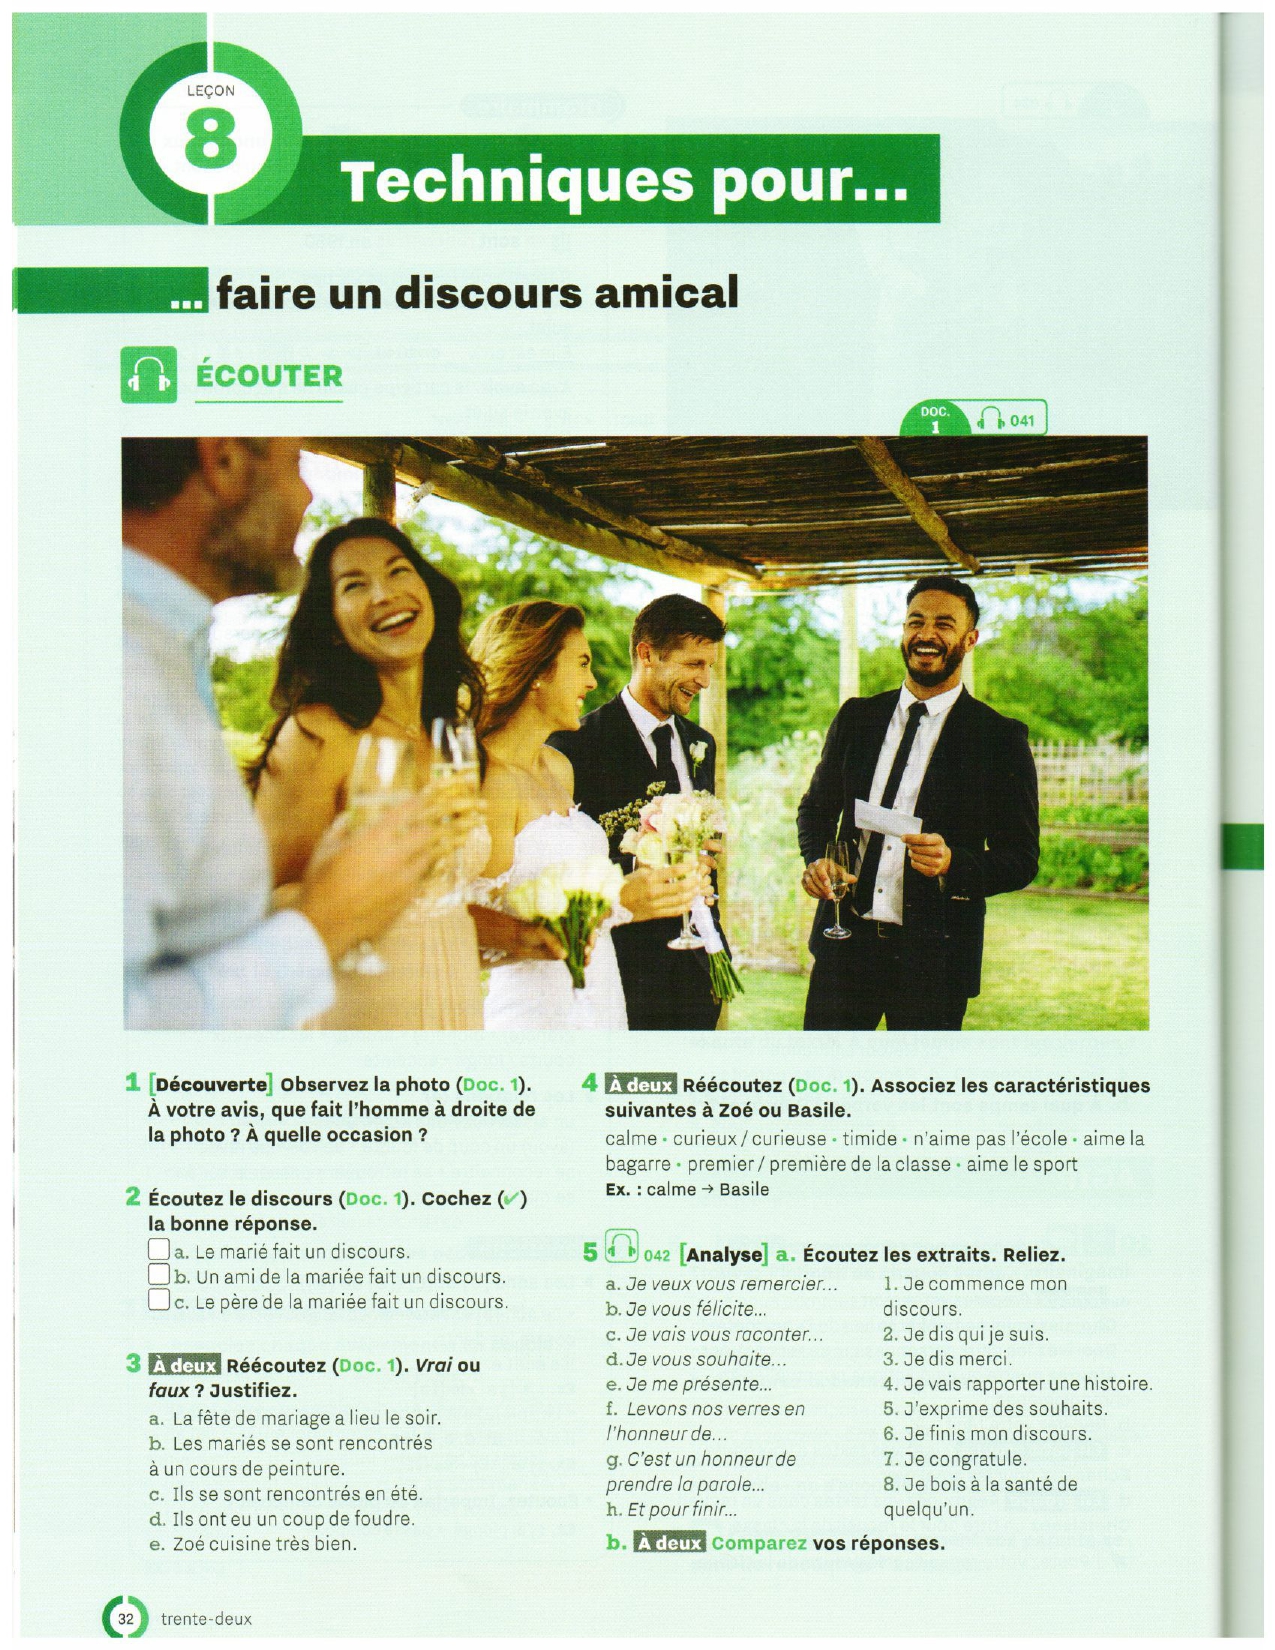 LEÇON
8
Techniques pour...
... faire un discours amical
ÉCOUTER
DOC.
1
041
1 [Découverte] Observez la photo (Doc. 1).
À votre avis, que fait l'homme à droite de
la photo ? À quelle occasion ?
2 Écoutez le discours (Doc. 1). Cochez (✓)
la bonne réponse.
a. Le marié fait un discours.
b. Un ami de la mariée fait un discours.
c. Le père de la mariée fait un discours.
3 À deux Réécoutez (Doc. 1). Vrai ou
faux ? Justifiez.
a. La fête de mariage a lieu le soir.
b. Les mariés se sont rencontrés
à un cours de peinture.
c. Ils se sont rencontrés en été.
d. Ils ont eu un coup de foudre.
e. Zoé cuisine très bien.
4 À deux Réécoutez (Doc. 1). Associez les caractéristiques
suivantes à Zoé ou Basile.
calme • curieux / curieuse • timide • n'aime pas l'école • aime la
bagarre • premier / première de la classe • aime le sport
Ex. : calme → Basile
5 042 [Analyse] a. Écoutez les extraits. Reliez.
a. Je veux vous remercier...
b. Je vous félicite...
c. Je vais vous raconter...
d. Je vous souhaite...
e. Je me présente...
f. Levons nos verres en
l'honneur de...
g. C'est un honneur de
prendre la parole...
h. Et pour finir...
1. Je commence mon
discours.
2. Je dis qui je suis.
3. Je dis merci.
4. Je vais rapporter une histoire.
5. J'exprime des souhaits.
6. Je finis mon discours.
7. Je congratule.
8. Je bois à la santé de
quelqu'un.
b. À deux Comparez vos réponses.
32 trente-deux